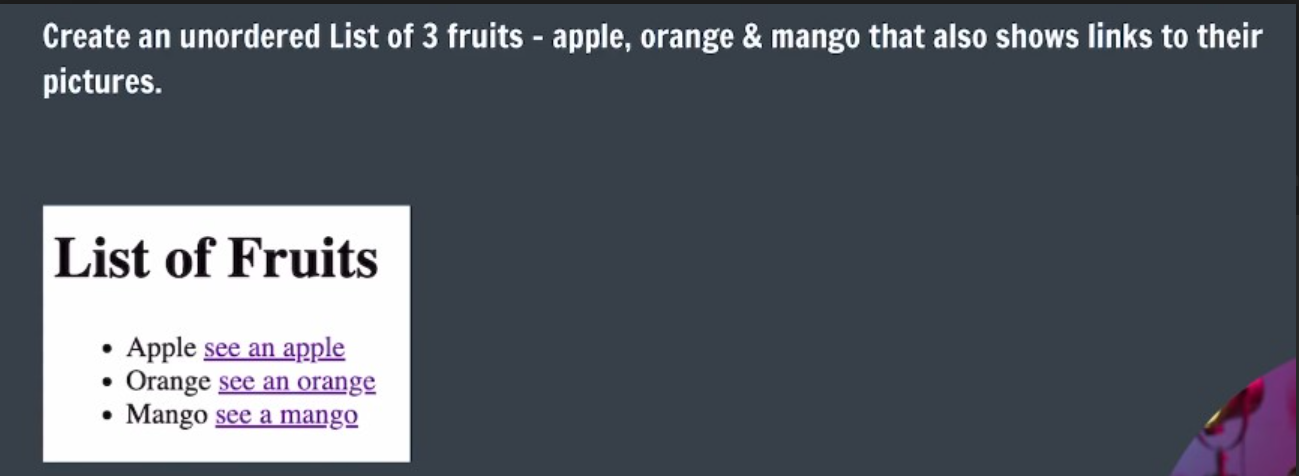 Create an unordered List of 3 fruits - apple, orange & mango that also shows links to their
pictures.
List of Fruits
Apple see an apple
Orange see an orange
Mango see a mango